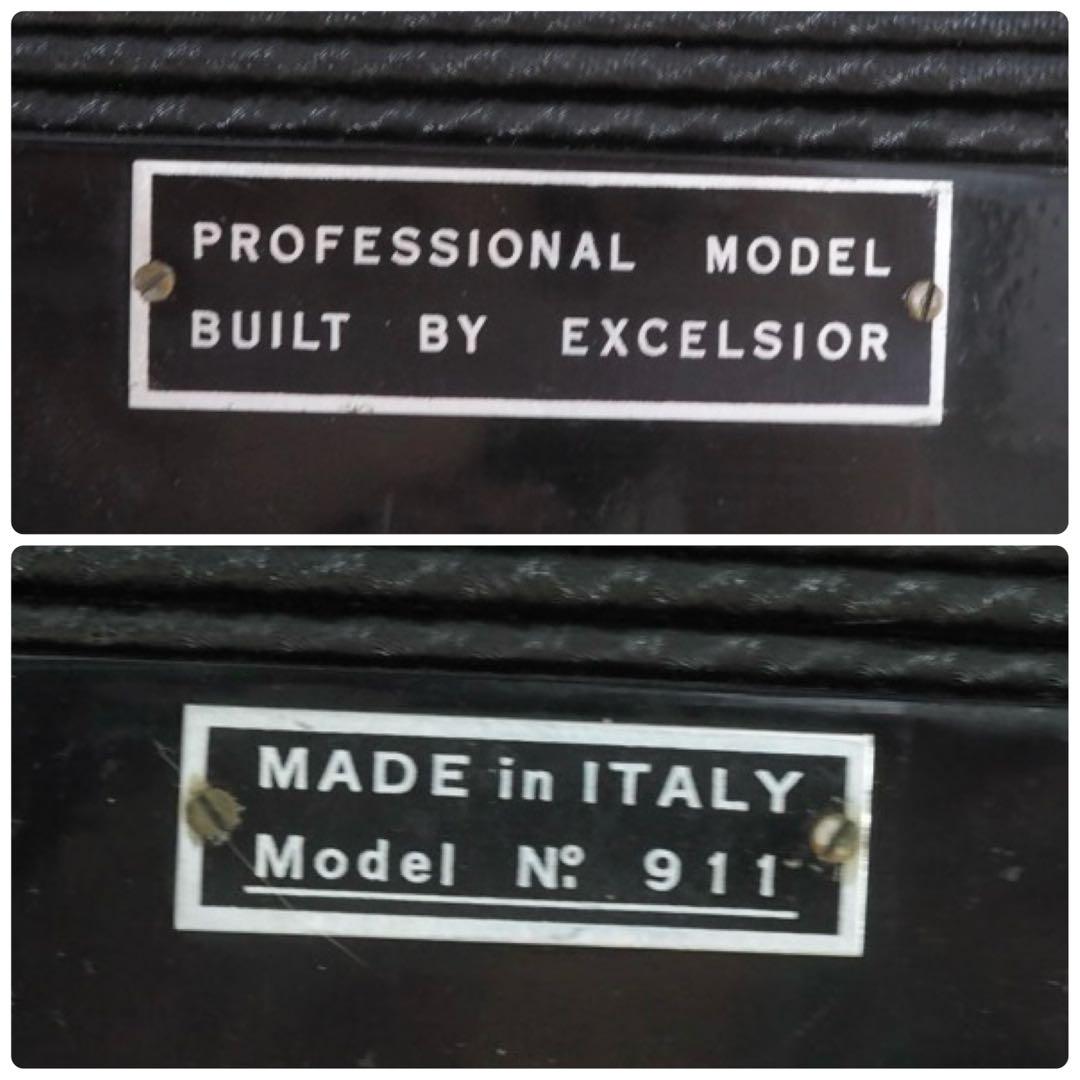 PROFESSIONAL MODEL
BUILT BY EXCELSIOR
MADE in ITALY
Model Nº. 911